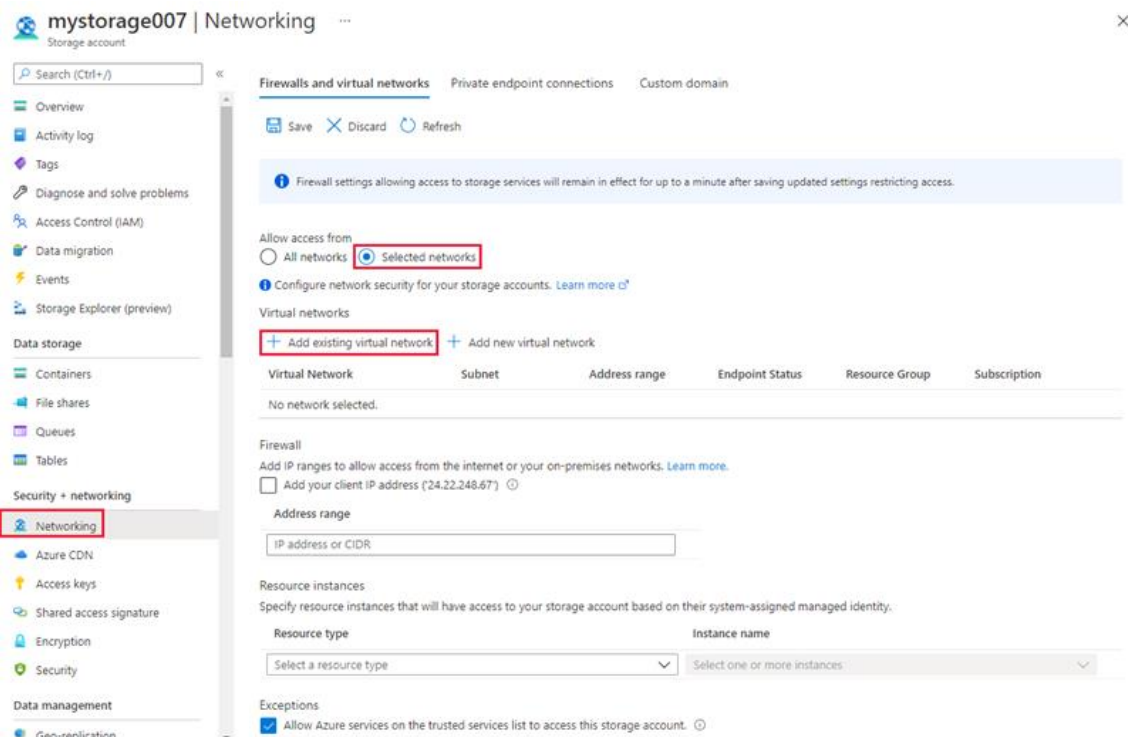 mystorage007 | Networking ...
Storage account
Search (Ctrl+/)
«
Overview
Activity log
Tags
Diagnose and solve problems
Access Control (IAM)
Data migration
Events
Storage Explorer (preview)
Data storage
Containers
File shares
Queues
Tables
Security + networking
Networking
Azure CDN
Access keys
Shared access signature
Encryption
Security
Data management
Geo-replication
Firewalls and virtual networks Private endpoint connections Custom domain
Save Discard Refresh
Firewall settings allowing access to storage services will remain in effect for up to a minute after saving updated settings restricting access.
Allow access from
All networks Selected networks
Configure network security for your storage accounts. Learn more
Virtual networks
+ Add existing virtual network + Add new virtual network
Virtual Network Subnet Address range Endpoint Status Resource Group Subscription
No network selected.
Firewall
Add IP ranges to allow access from the internet or your on-premises networks. Learn more.
Add your client IP address ('24.22.248.67')
Address range
IP address or CIDR
Resource instances
Specify resource instances that will have access to your storage account based on their system-assigned managed identity.
Resource type Instance name
Select a resource type Select one or more instances
Exceptions
Allow Azure services on the trusted services list to access this storage account.